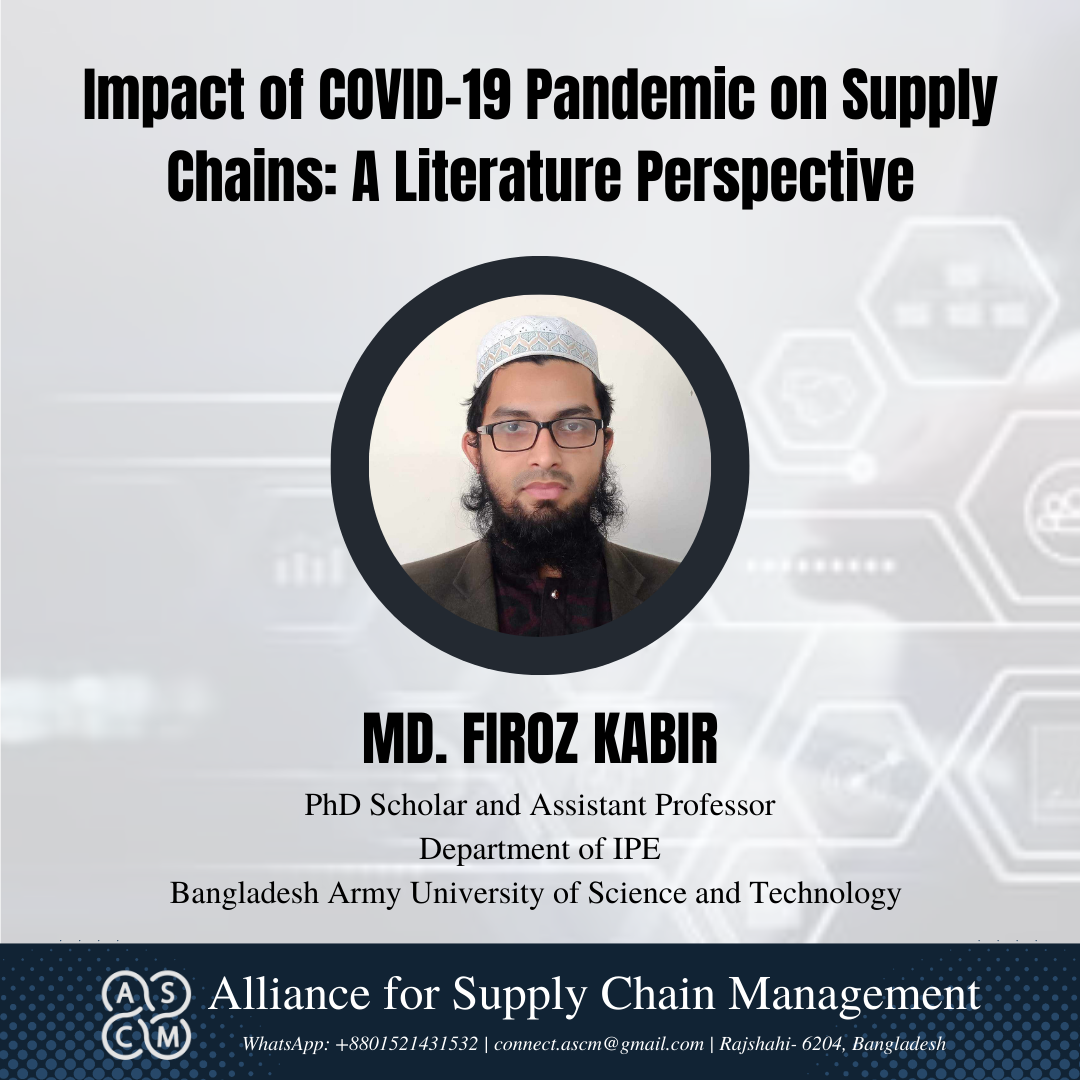 Impact of COVID-19 Pandemic on Supply
Chains: A Literature Perspective
MD. FIROZ KABIR
PhD Scholar and Assistant Professor
Department of IPE
Bangladesh Army University of Science and Technology
A S
C M
Alliance for Supply Chain Management
WhatsApp: +8801521431532 | connect.ascm@gmail.com | Rajshahi- 6204, Bangladesh